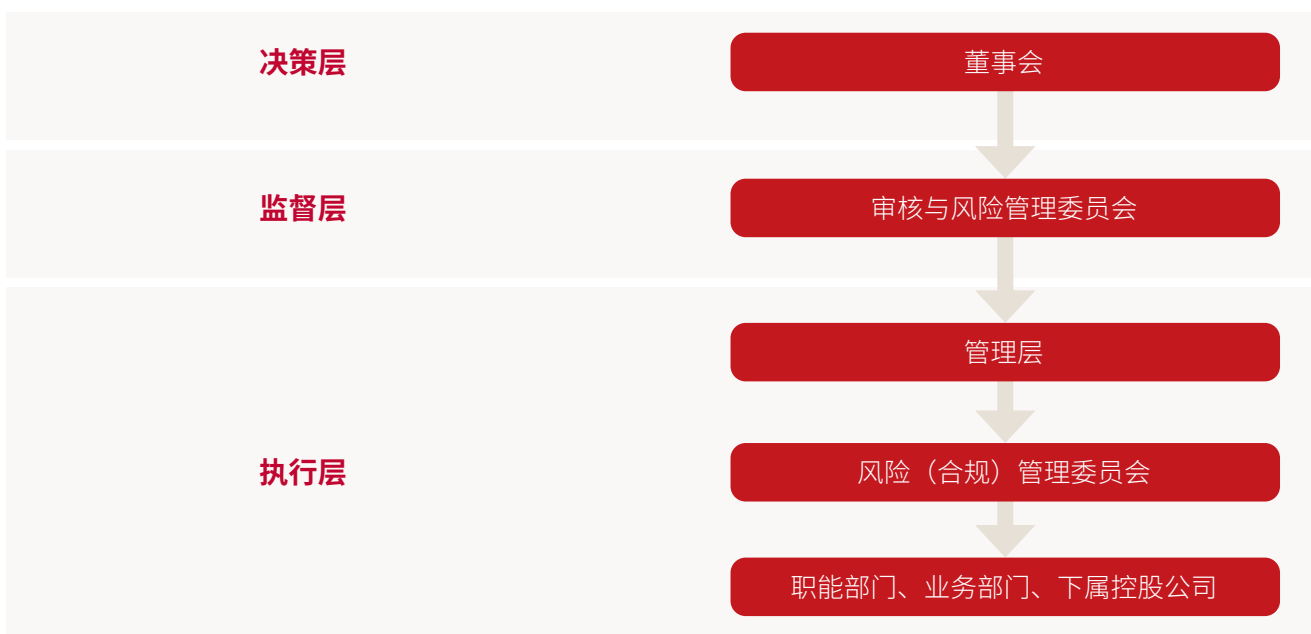 决策层
董事会
监督层
审核与风险管理委员会
管理层
执行层
风险（合规）管理委员会
职能部门、业务部门、下属控股公司